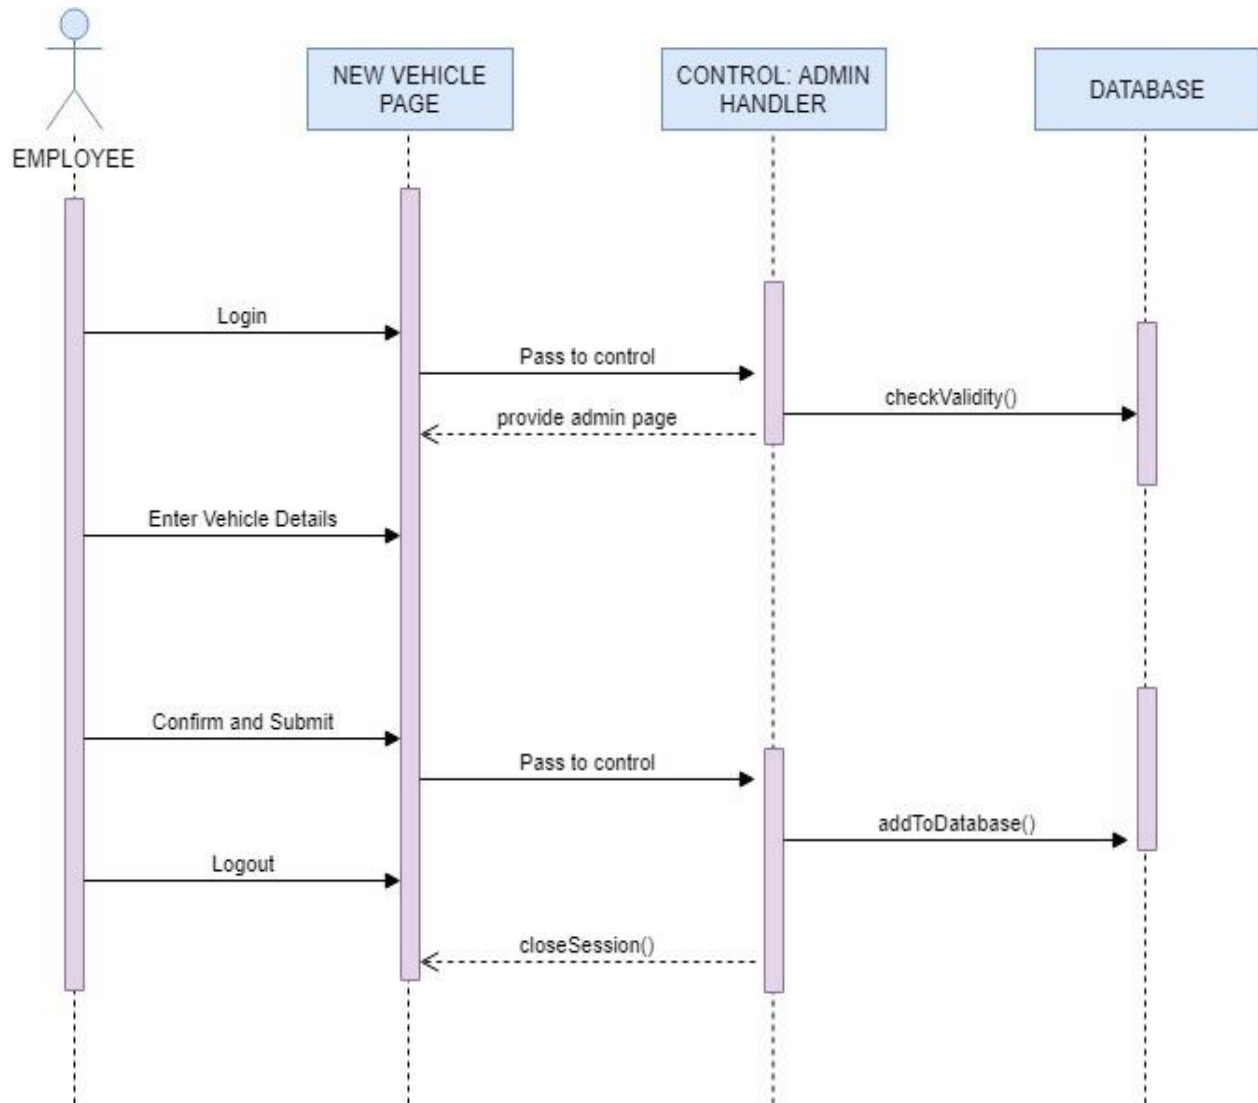 NEW VEHICLE
PAGE
CONTROL: ADMIN
HANDLER
DATABASE
EMPLOYEE
Login
Pass to control
checkValidity()
provide admin page
Enter Vehicle Details
Confirm and Submit
Pass to control
addToDatabase()
Logout
closeSession()